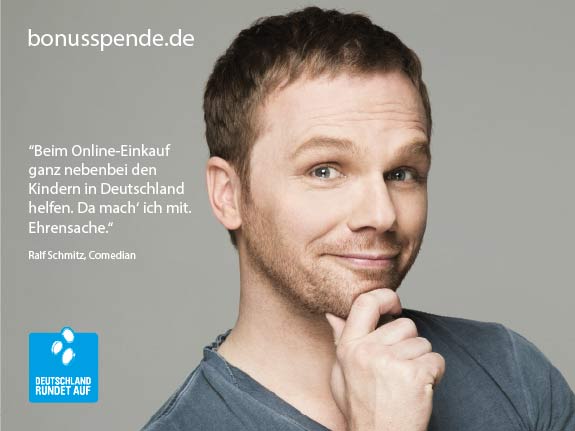 bonusspende.de
“Beim Online-Einkauf
ganz nebenbei den
Kindern in Deutschland
helfen. Da mach‘ ich mit.
Ehrensache.“
Ralf Schmitz, Comedian
DEUTSCHLAND
RUNDET AUF